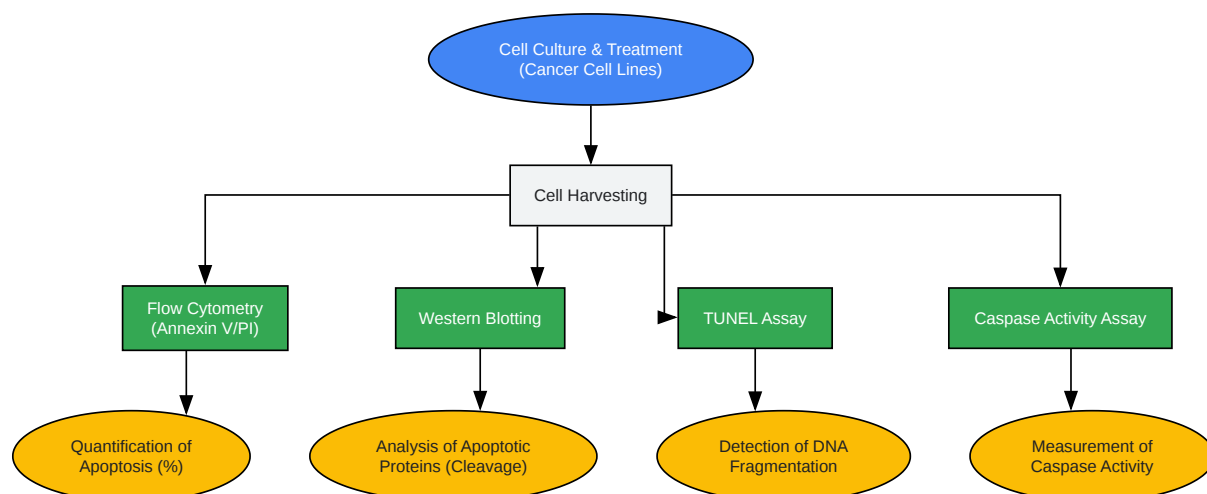 Cell Culture & Treatment
(Cancer Cell Lines)
Cell Harvesting
Flow Cytometry
(Annexin V/PI)
Western Blotting
TUNEL Assay
Caspase Activity Assay
Quantification of
Apoptosis (%)
Analysis of Apoptotic
Proteins (Cleavage)
Detection of DNA
Fragmentation
Measurement of
Caspase Activity